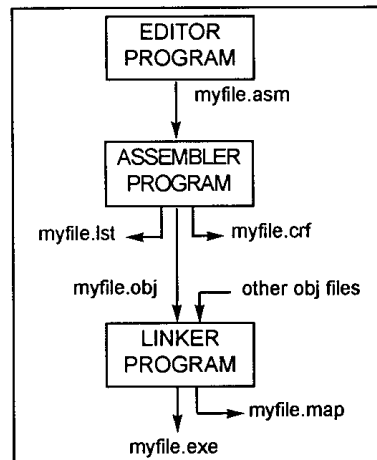 EDITOR
PROGRAM
myfile.asm
ASSEMBLER
PROGRAM
myfile.lst
myfile.crf
myfile.obj
other obj files
LINKER
PROGRAM
myfile.map
myfile.exe